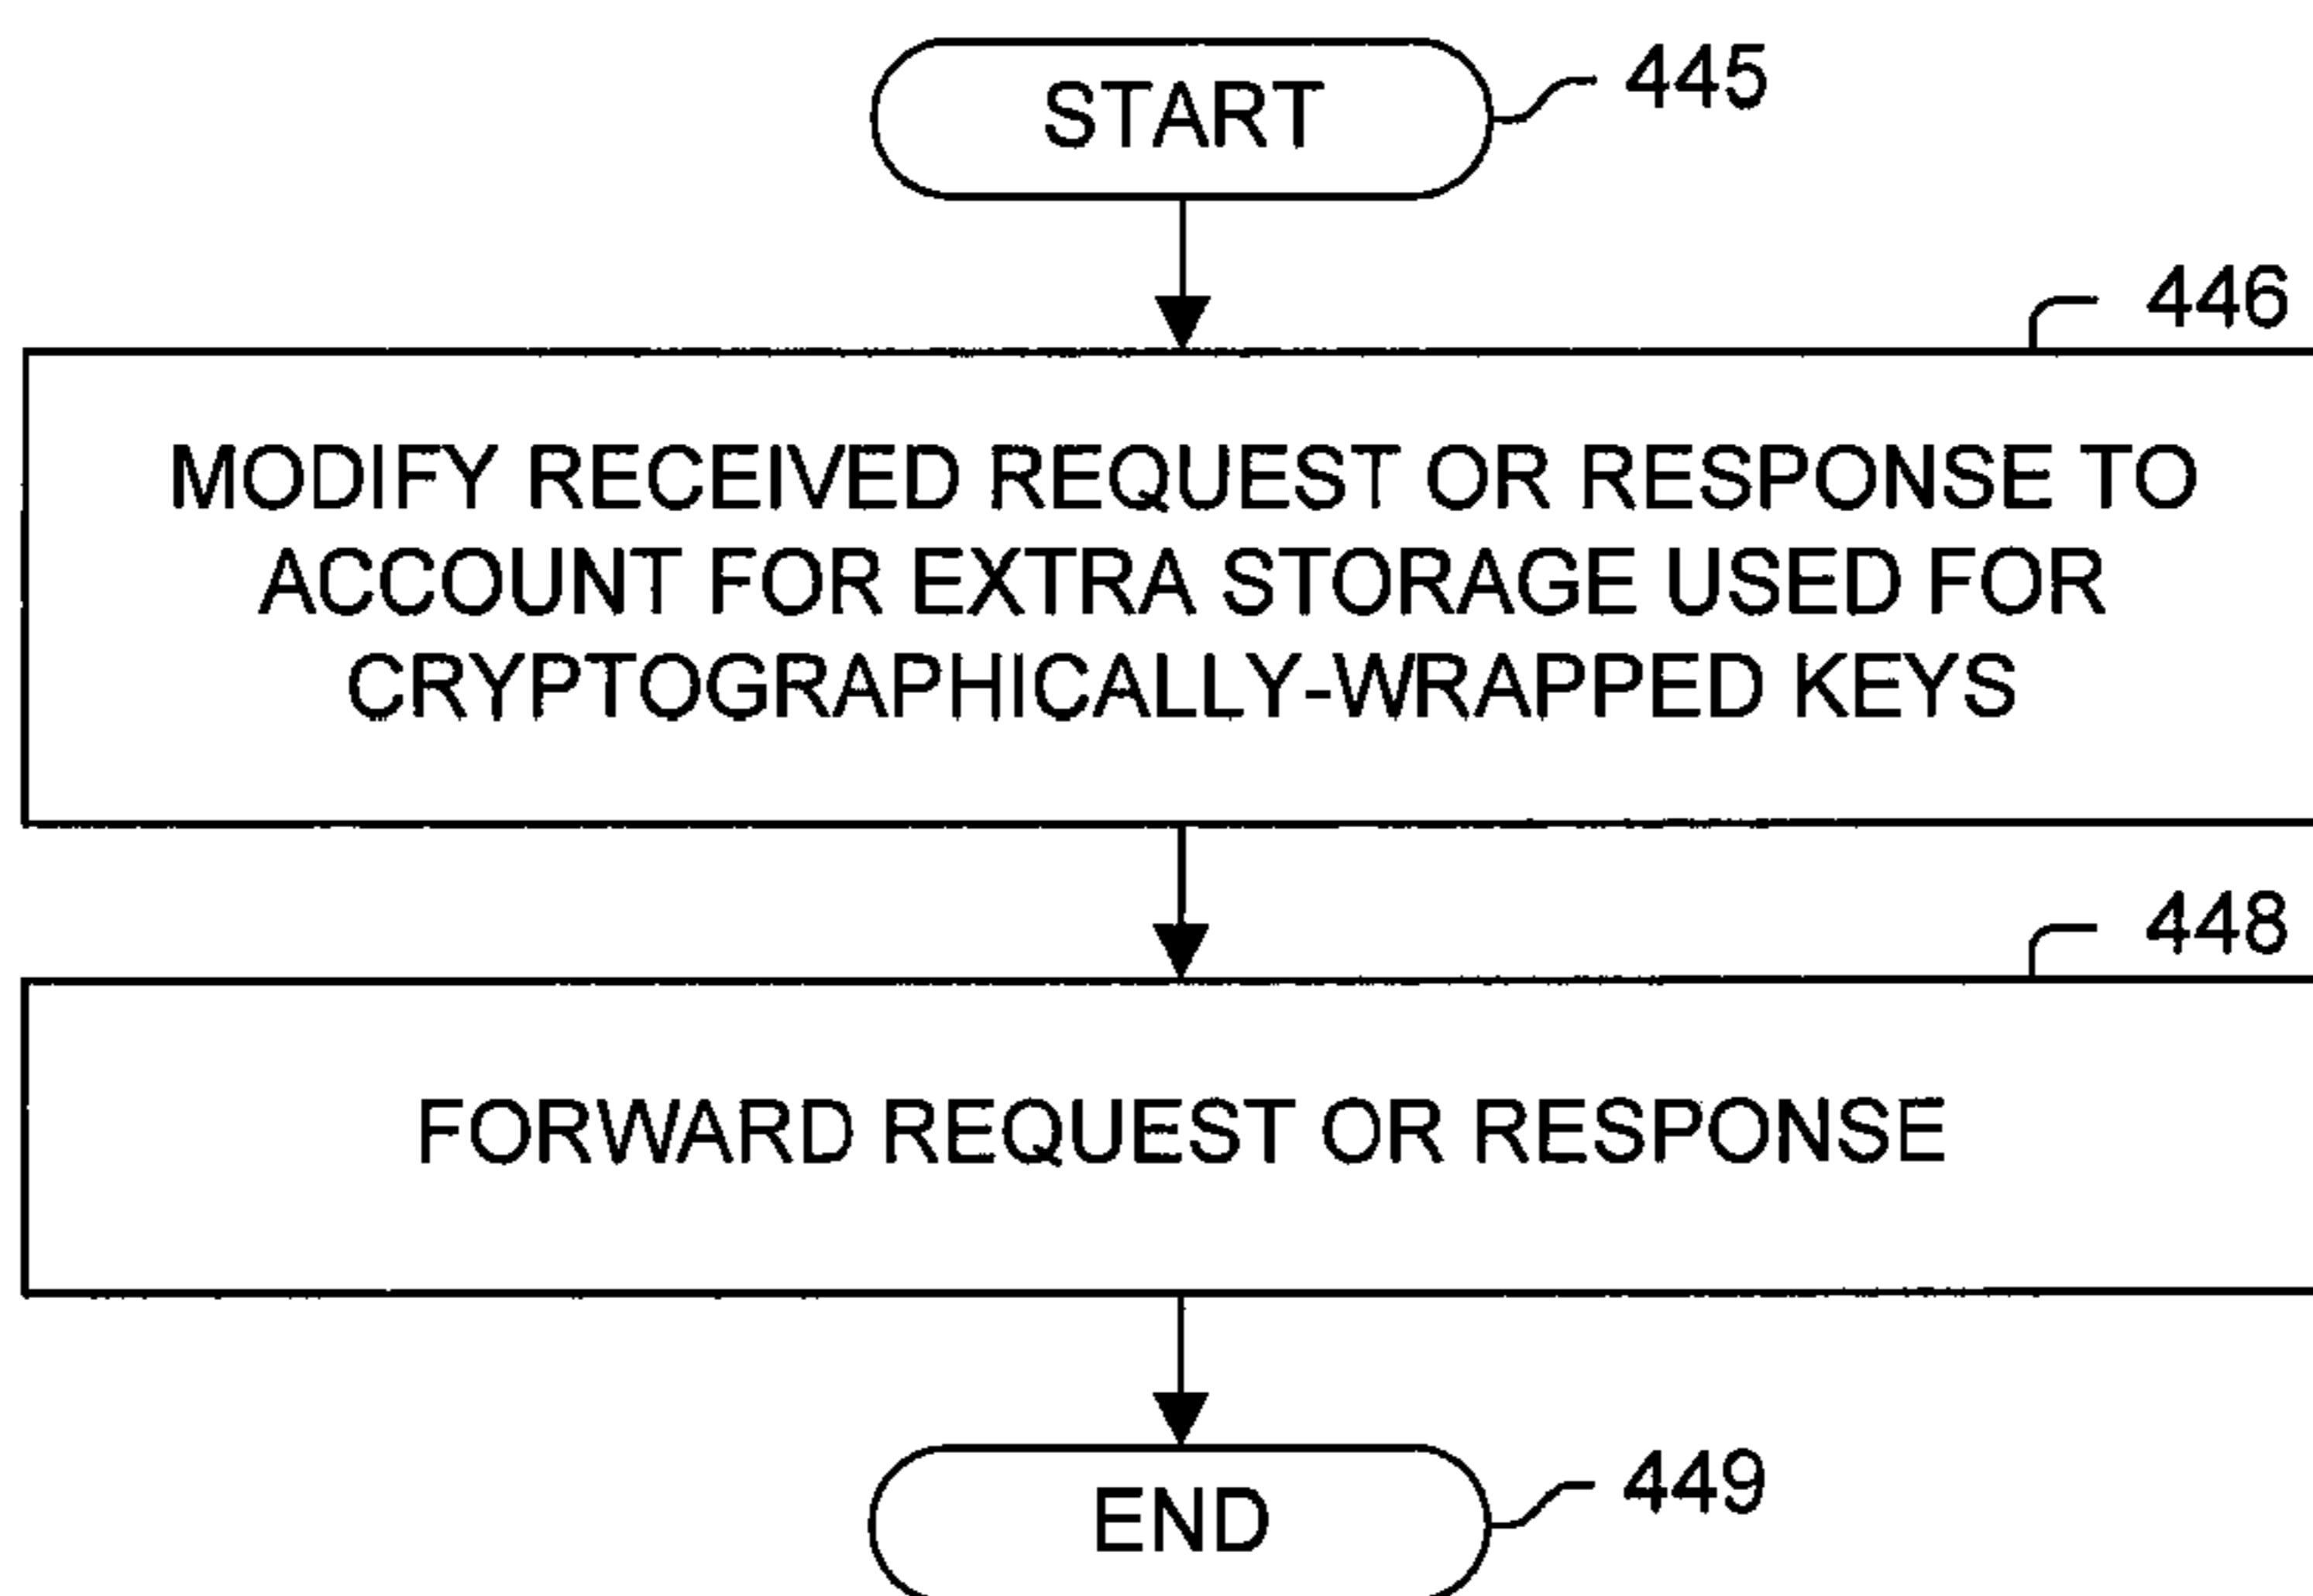 START
445
446
MODIFY RECEIVED REQUEST OR RESPONSE TO
ACCOUNT FOR EXTRA STORAGE USED FOR
CRYPTOGRAPHICALLY-WRAPPED KEYS
448
FORWARD REQUEST OR RESPONSE
END
449